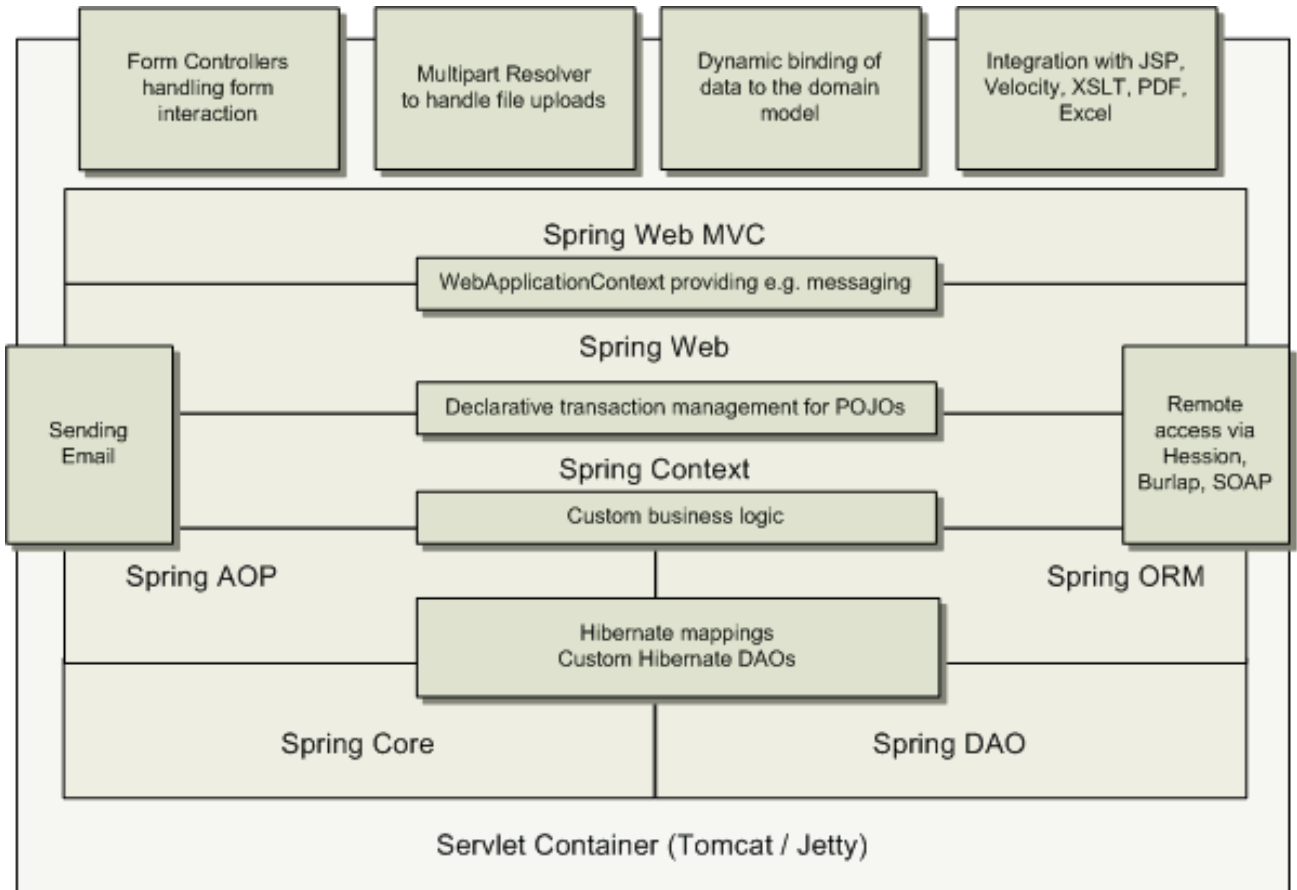 Form Controllers
handling form
interaction
Multipart Resolver
to handle file uploads
Dynamic binding of
data to the domain
model
Integration with JSP,
Velocity, XSLT, PDF,
Excel
Spring Web MVC
WebApplicationContext providing e.g. messaging
Spring Web
Declarative transaction management for POJOs
Sending
Email
Remote
access via
Hession,
Burlap, SOAP
Spring Context
Custom business logic
Spring AOP
Spring ORM
Hibernate mappings
Custom Hibernate DAOs
Spring Core
Spring DAO
Servlet Container (Tomcat / Jetty)